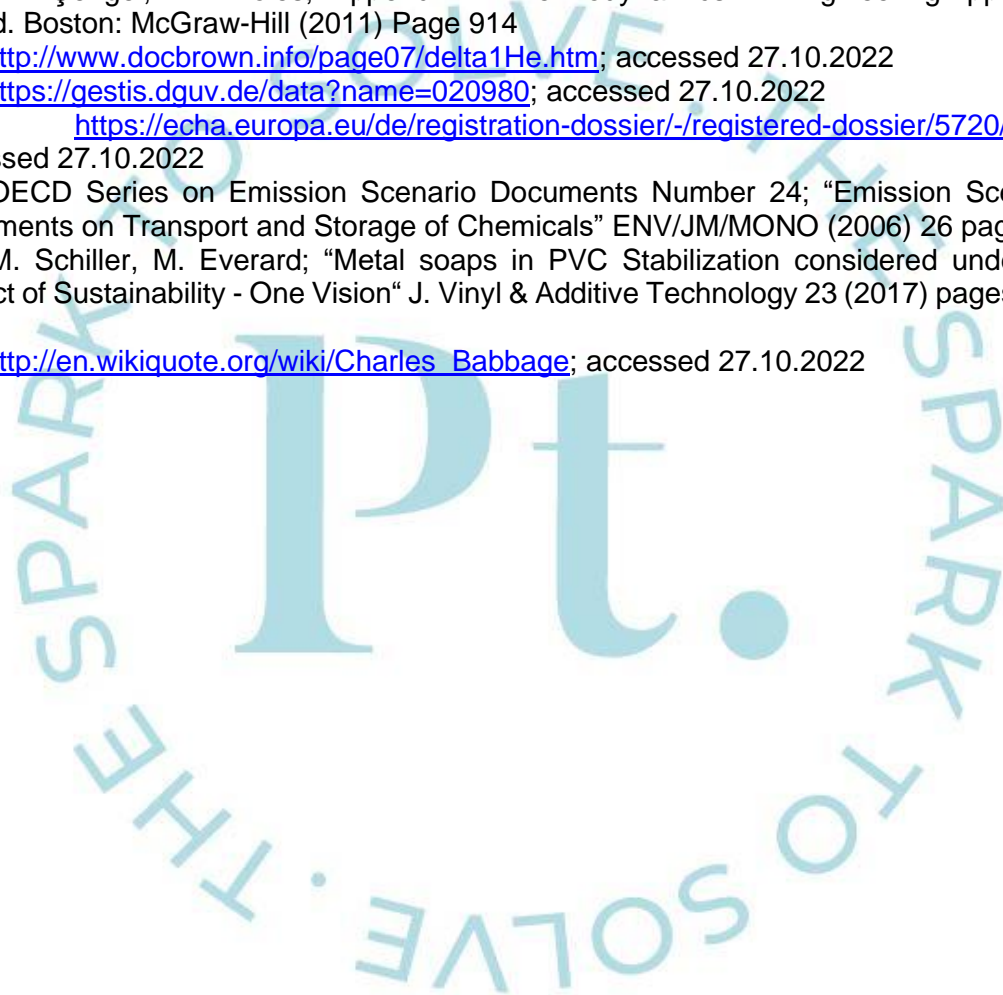 d. Boston: McGraw-Hill (2011) Page 914
ttp://www.docbrown.info/page07/delta1He.htm; accessed 27.10.2022
ttps://gestis.dguv.de/data?name=020980; accessed 27.10.2022
https://echa.europa.eu/de/registration-dossier/-/registered-dossier/5720/
ssed 27.10.2022
OECD Series on Emission Scenario Documents Number 24; “Emission Sce
ments on Transport and Storage of Chemicals” ENV/JM/MONO (2006) 26 pag
M. Schiller, M. Everard; “Metal soaps in PVC Stabilization considered unde
ct of Sustainability - One Vision“ J. Vinyl & Additive Technology 23 (2017) pages
ttp://en.wikiquote.org/wiki/Charles_Babbage; accessed 27.10.2022
Pt.
SPARK TO SOLVE . THE SPARK TO SOLVE . THE